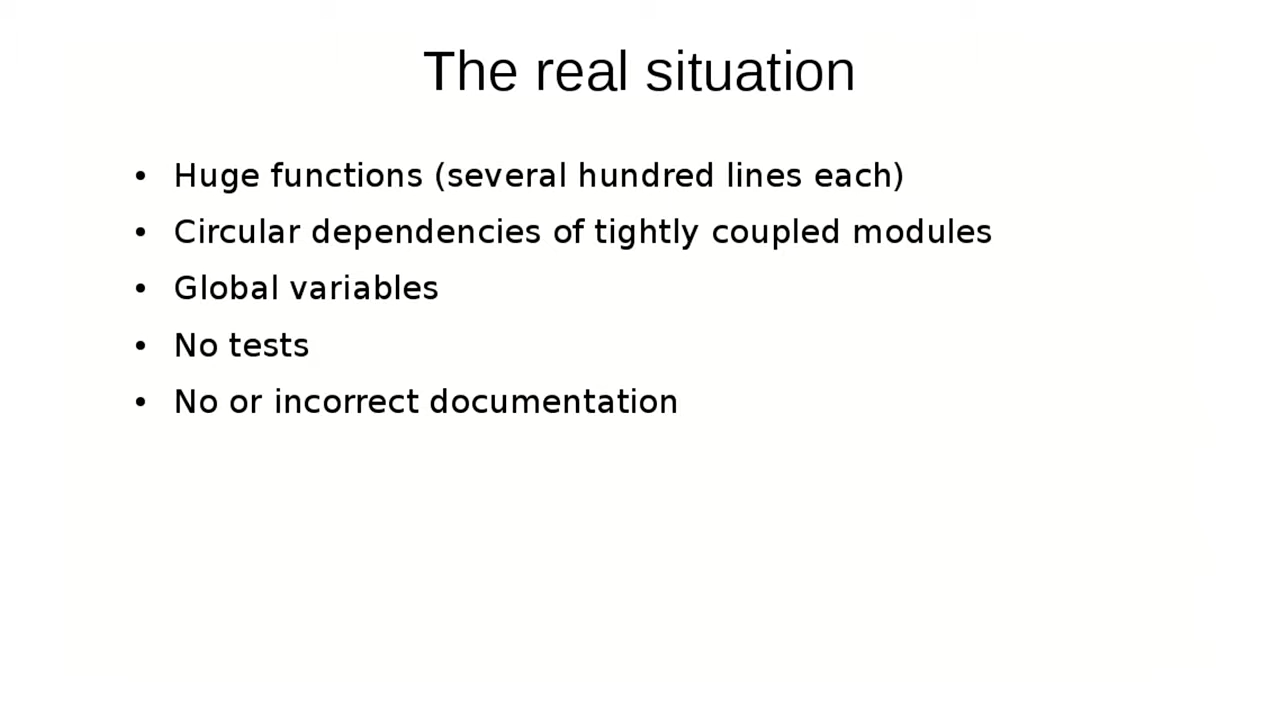 The real situation
• Huge functions (several hundred lines each)
• Circular dependencies of tightly coupled modules
• Global variables
• No tests
• No or incorrect documentation